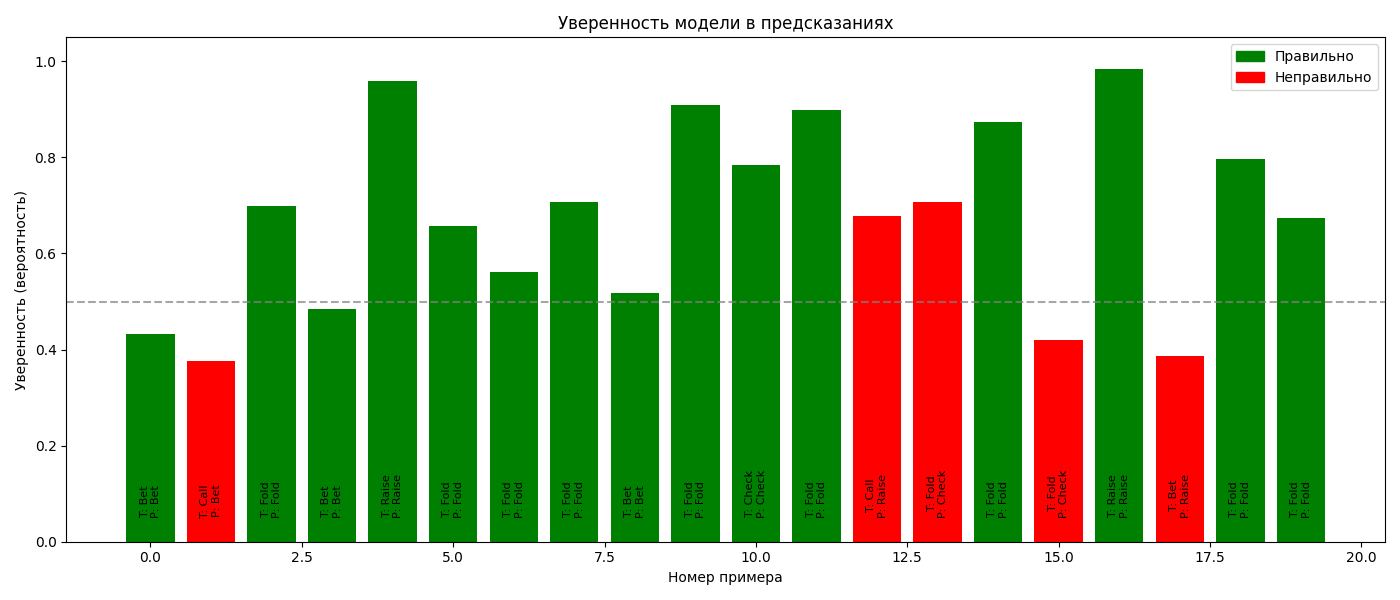 Уверенность модели в предсказаниях
Правильно
Неправильно
Уверенность (вероятность)
1.0
0.8
0.6
0.4
0.2
0.0
T: Bet
P: Bet
T: Call
P: Bet
T: Fold
P: Fold
T: Bet
P: Bet
T: Raise
P: Raise
T: Fold
P: Fold
T: Fold
P: Fold
T: Fold
P: Fold
T: Bet
P: Bet
T: Fold
P: Fold
T: Check
P: Check
T: Fold
P: Fold
T: Call
P: Raise
T: Fold
P: Check
T: Fold
P: Fold
T: Fold
P: Check
T: Raise
P: Raise
T: Bet
P: Raise
T: Fold
P: Fold
T: Fold
P: Fold
0.0 2.5 5.0 7.5 10.0 12.5 15.0 17.5 20.0
Номер примера